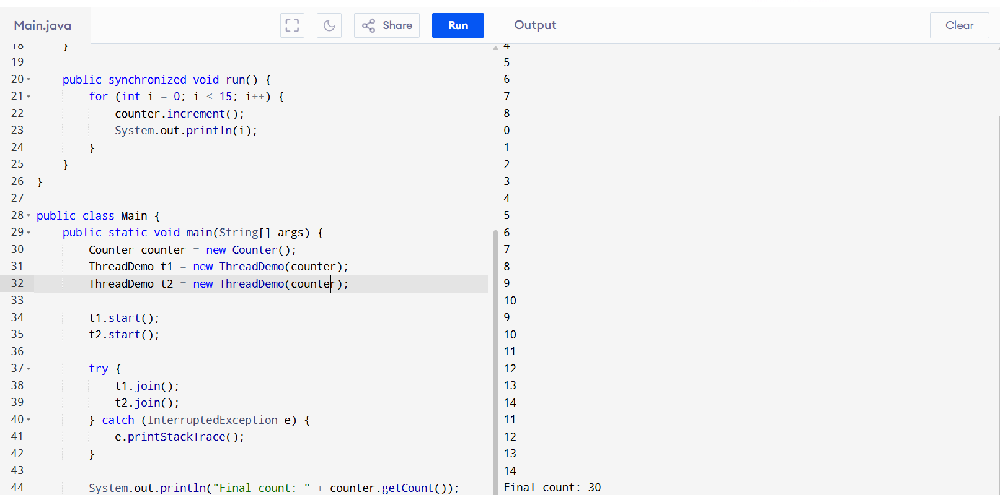 Main.java
Share
Run
Output
Clear
18 }
19
20 public synchronized void run() {
21 for (int i = 0; i < 15; i++) {
22 counter.increment();
23 System.out.println(i);
24 }
25 }
26 }
27
28 public class Main {
29 public static void main(String[] args) {
30 Counter counter = new Counter();
31 ThreadDemo t1 = new ThreadDemo(counter);
32 ThreadDemo t2 = new ThreadDemo(counter);
33
34 t1.start();
35 t2.start();
36
37 try {
38 t1.join();
39 t2.join();
40 } catch (InterruptedException e) {
41 e.printStackTrace();
42 }
43
44 System.out.println("Final count: " + counter.getCount());
4
5
6
7
8
0
1
2
3
4
5
6
7
8
9
10
9
10
11
12
13
14
11
12
13
14
Final count: 30